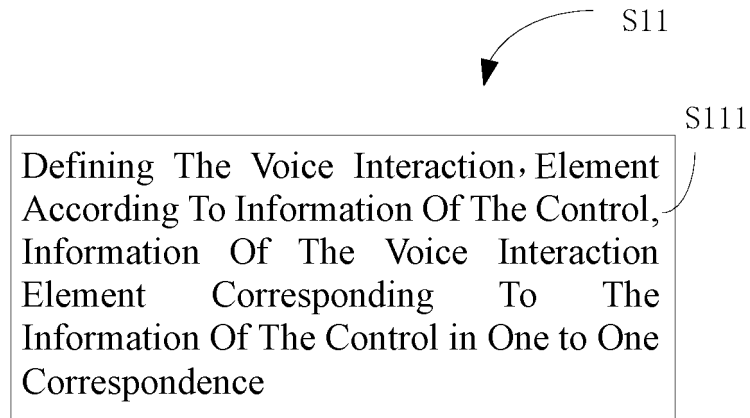 S11
S111
Defining The Voice Interaction, Element
According To Information Of The Control,
Information Of The Voice Interaction
Element Corresponding To The
Information Of The Control in One to One
Correspondence